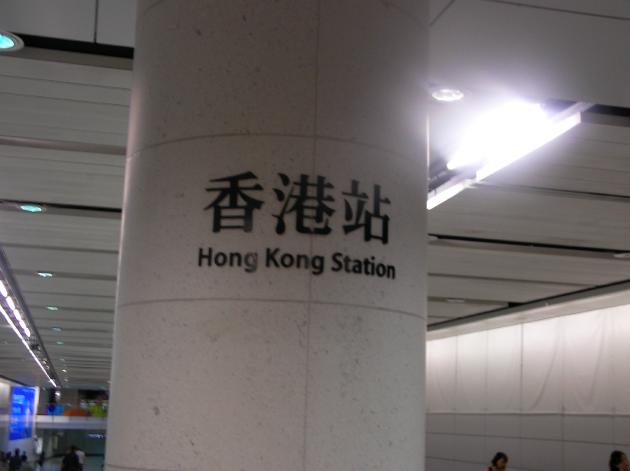 香港站
Hong Kong Station